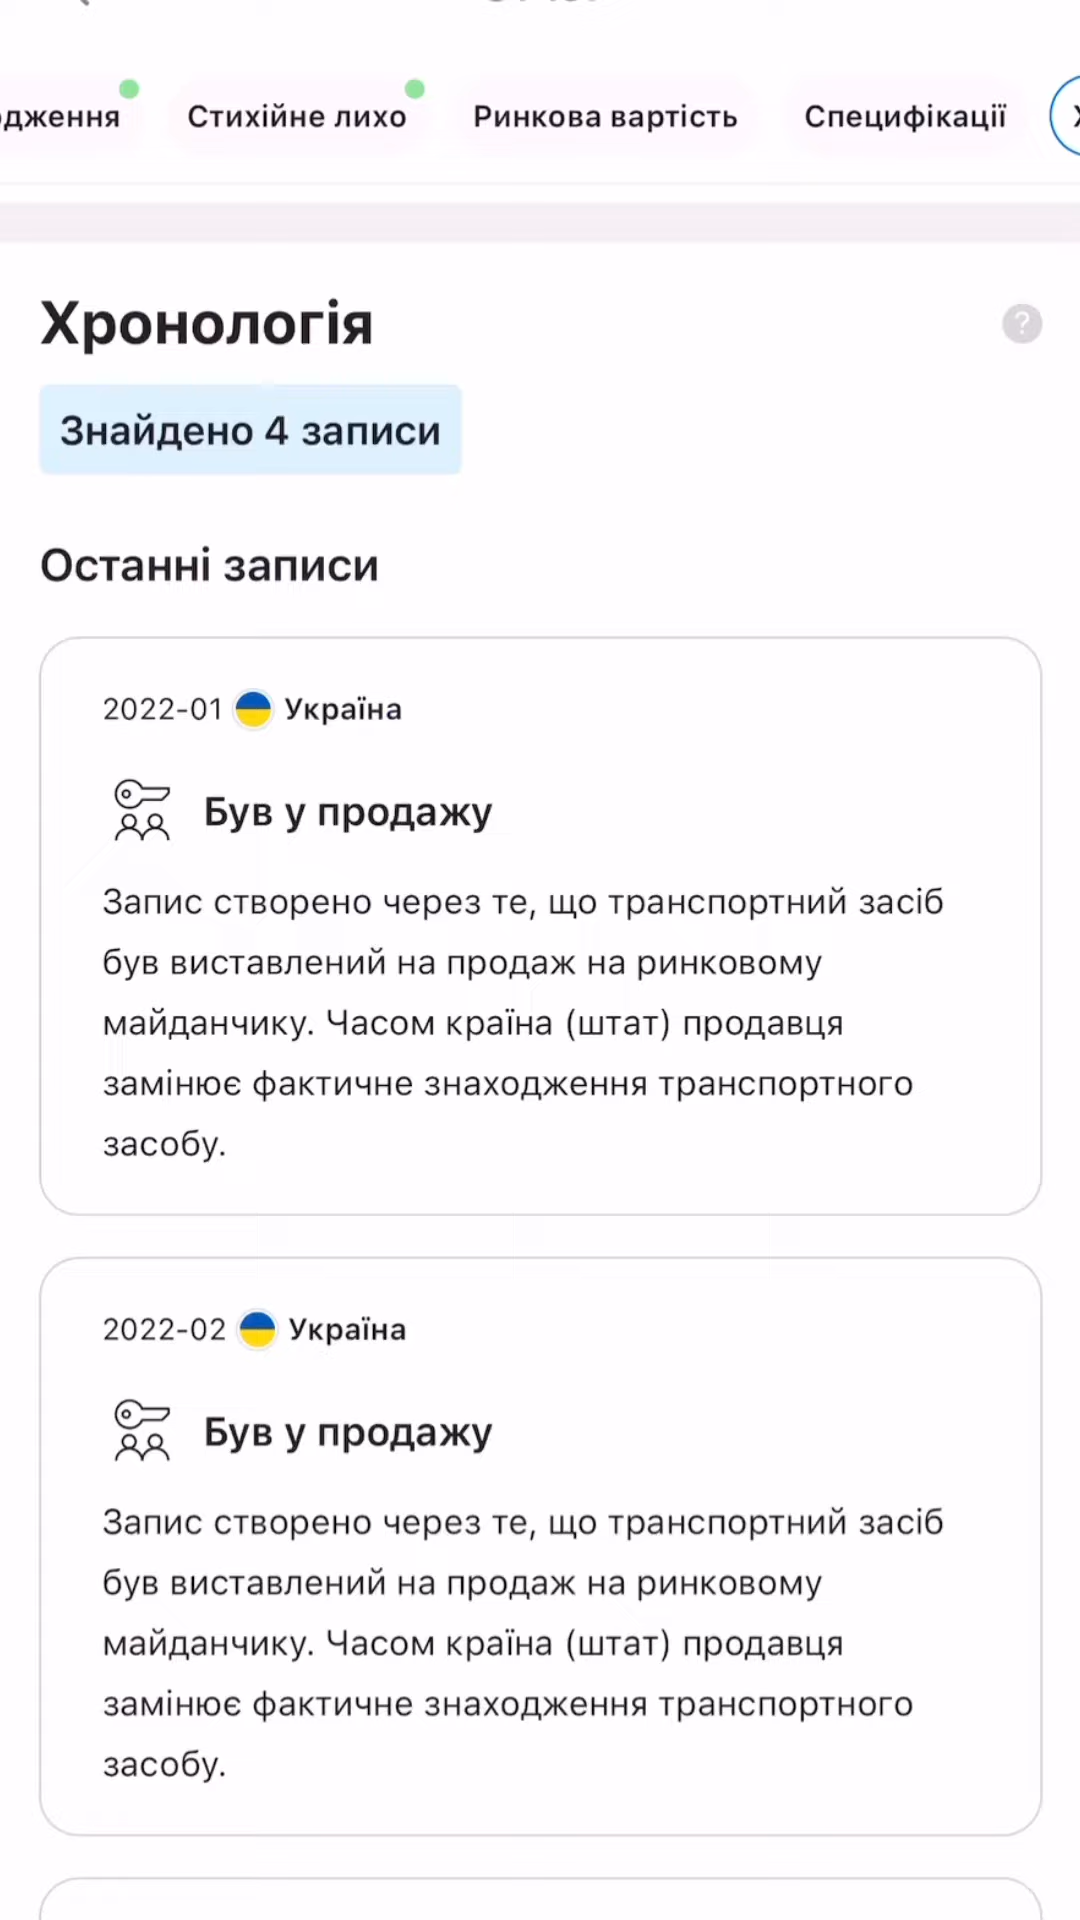 Стихійне лихо
Ринкова вартість
Специфікації
Хронологія
?
Знайдено 4 записи
Останні записи
2022-01 Україна
Був у продажу
Запис створено через те, що транспортний засіб
був виставлений на продаж на ринковому
майданчику. Часом країна (штат) продавця
замінює фактичне знаходження транспортного
засобу.
2022-02 Україна
Був у продажу
Запис створено через те, що транспортний засіб
був виставлений на продаж на ринковому
майданчику. Часом країна (штат) продавця
замінює фактичне знаходження транспортного
засобу.